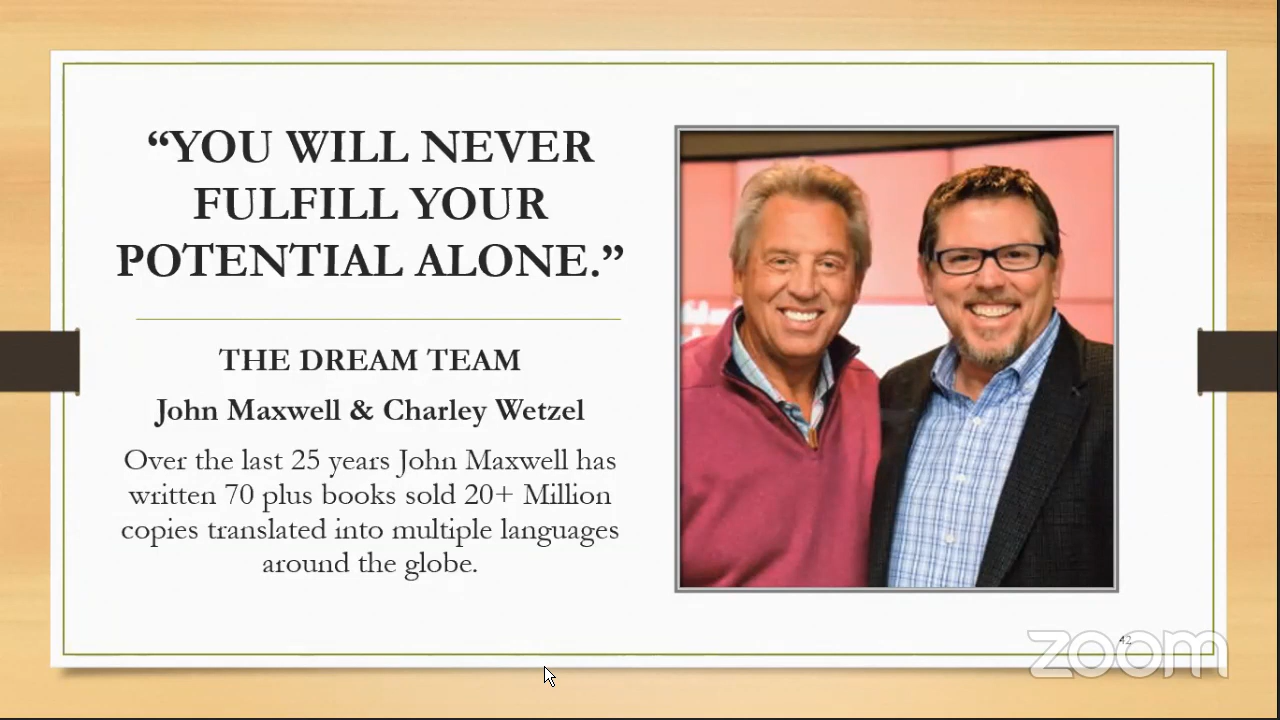 “YOU WILL NEVER
FULFILL YOUR
POTENTIAL ALONE.”
THE DREAM TEAM
John Maxwell & Charley Wetzel
Over the last 25 years John Maxwell has
written 70 plus books sold 20+ Million
copies translated into multiple languages
around the globe.
42
zoom